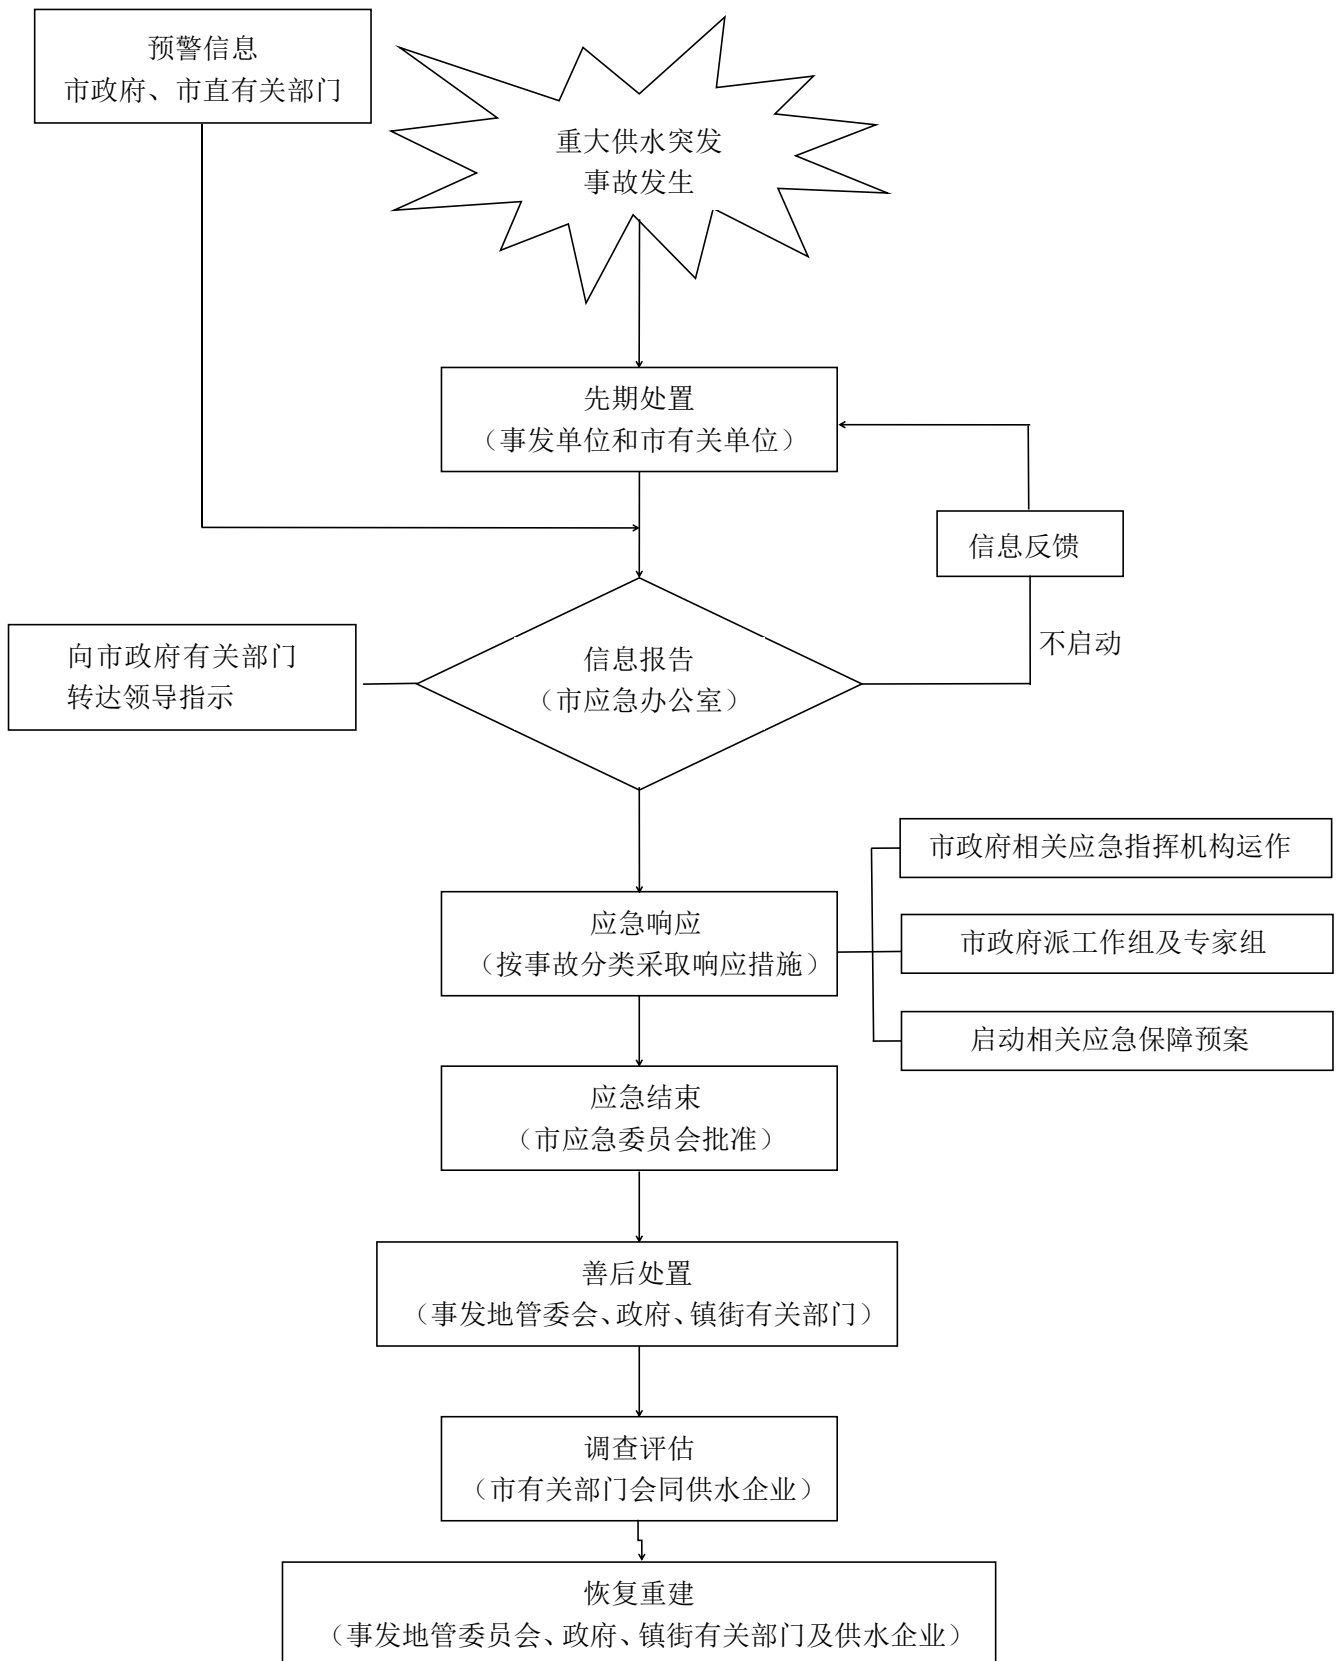 预警信息
市政府、市直有关部门
重大供水突发
事故发生
先期处置
（事发单位和市有关单位）
信息反馈
不启动
向市政府有关部门
转达领导指示
信息报告
（市应急办公室）
市政府相关应急指挥机构运作
应急响应
（按事故分类采取响应措施）
市政府派工作组及专家组
启动相关应急保障预案
应急结束
（市应急委员会批准）
善后处置
（事发地管委会、政府、镇街有关部门）
调查评估
（市有关部门会同供水企业）
恢复重建
（事发地管委员会、政府、镇街有关部门及供水企业）